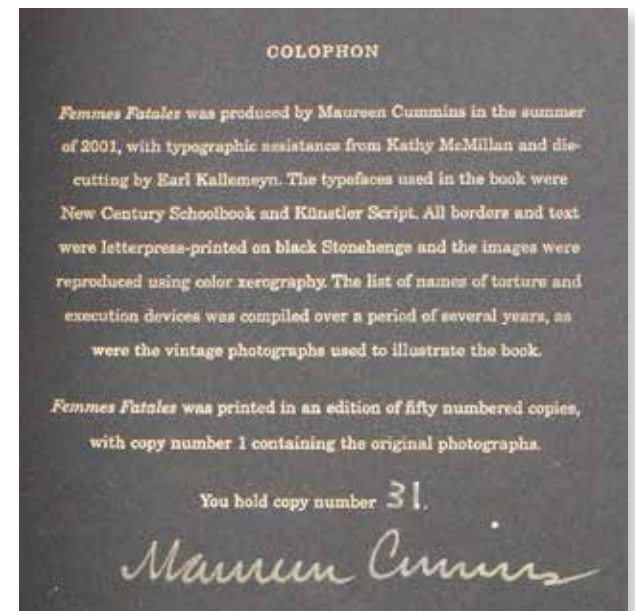 COLOPHON
Femmes Fatales was produced by Maureen Cummins in the summer
of 2001, with typographic assistance from Kathy McMillan and die-
cutting by Earl Kallemeyn. The typefaces used in the book were
New Century Schoolbook and Künstler Script. All borders and text
were letterpress-printed on black Stonehenge and the images were
reproduced using color xerography. The list of names of torture and
execution devices was compiled over a period of several years, as
were the vintage photographs used to illustrate the book.
Femmes Fatales was printed in an edition of fifty numbered copies,
with copy number 1 containing the original photographs.
You hold copy number 31.
Maureen Cummins